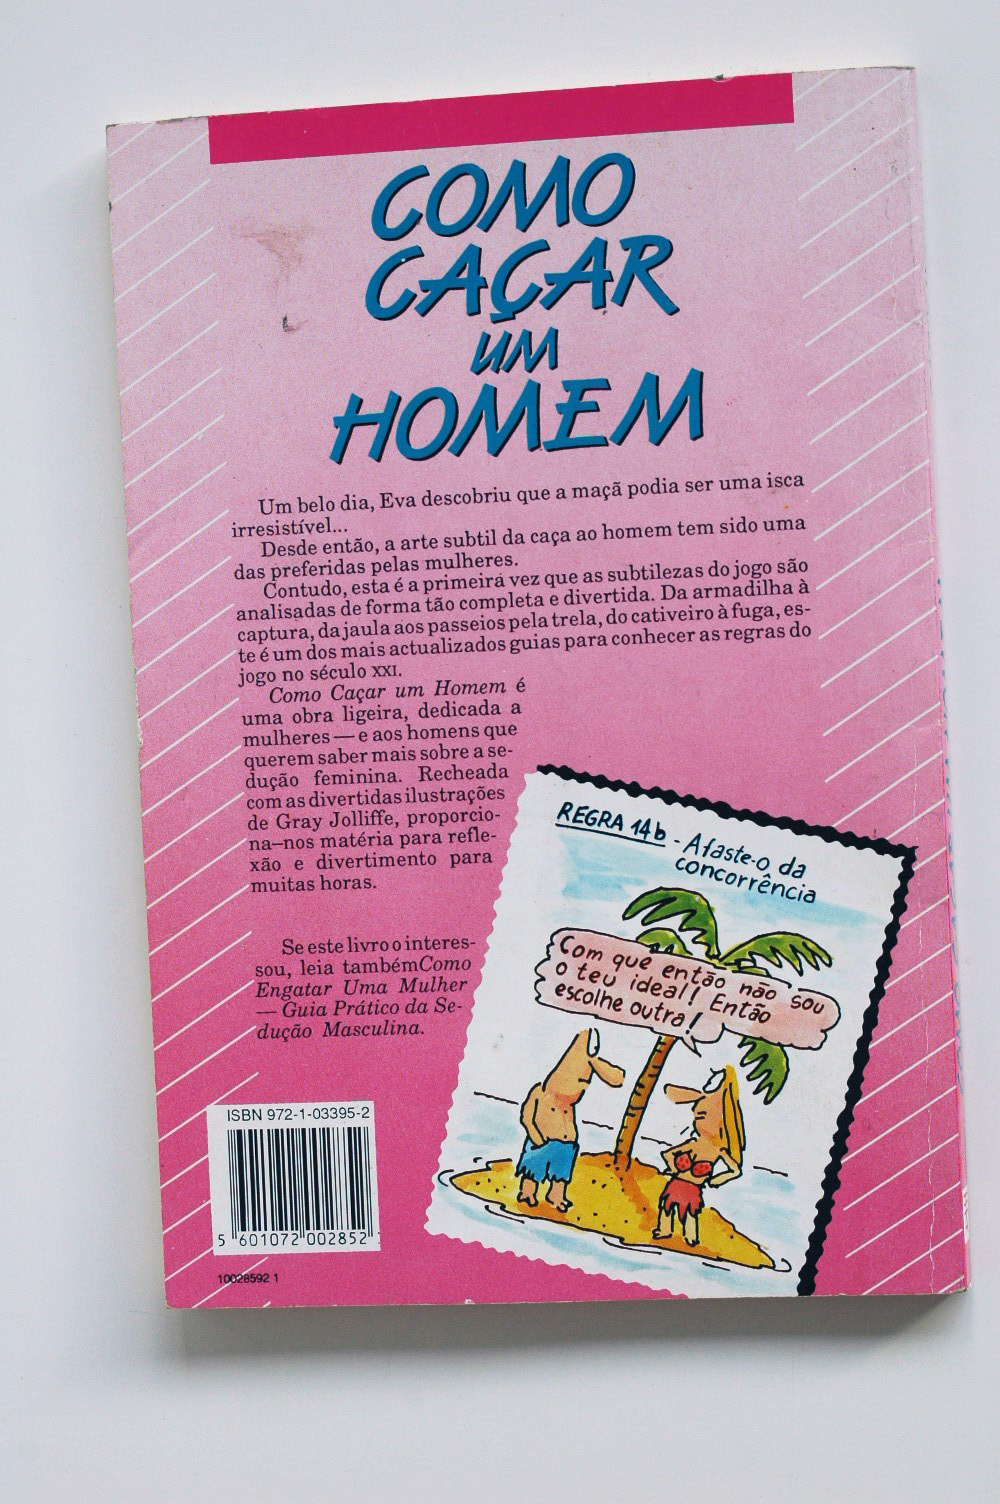 COMO
CAÇAR
UM
HOMEM
Um belo dia, Eva descobriu que a maçã podia ser uma isca
irresistível...
Desde então, a arte subtil da caça ao homem tem sido uma
das preferidas pelas mulheres.
Contudo, esta é a primeira vez que as subtilezas do jogo são
analisadas de forma tão completa e divertida. Da armadilha à
captura, da jaula aos passeios pela trela, do cativeiro à fuga, es-
te é um dos mais actualizados guias para conhecer as regras do
jogo no século XXI.
Como Caçar um Homem é
uma obra ligeira, dedicada a
mulheres — e aos homens que
querem saber mais sobre a se-
dução feminina. Recheada
com as divertidas ilustrações
de Gray Jolliffe, proporcio-
na–nos matéria para refle-
xão e divertimento para
muitas horas.
Se este livro o interes-
sou, leia também Como
Engatar Uma Mulher
— Guia Prático da Se-
dução Masculina.
REGRA 14b - Afaste-o da
concorrência
Com que então não sou
o teu ideal! Então
escolhe outra!
ISBN 972-1-03395-2
5 601072 002852
10028592 1